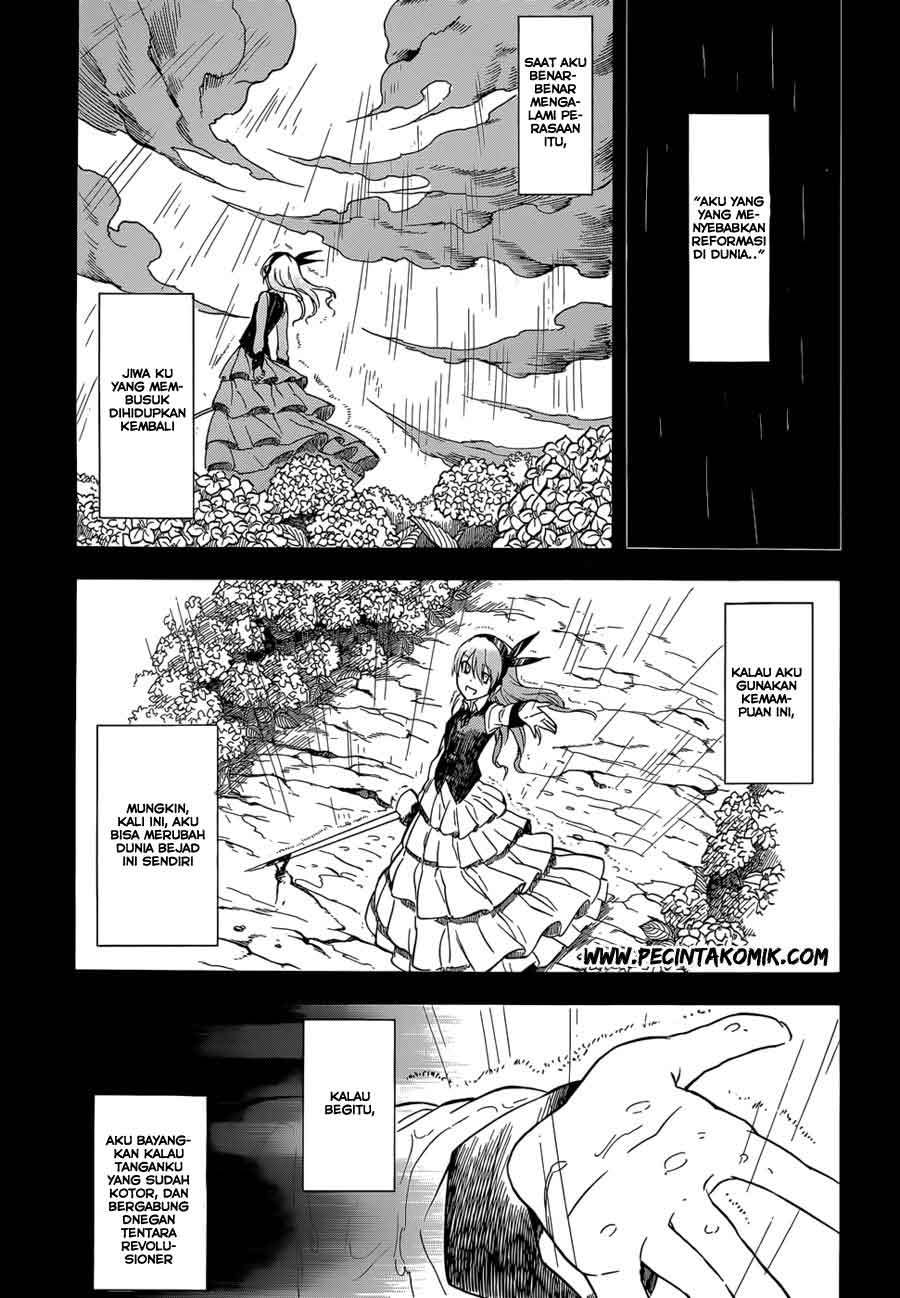 "AKU YANG
YANG ME-
NYEBABKAN
REFORMASI
DI DUNIA.."
SAAT AKU
BENAR-
BENAR
MENGA-
LAMI PE-
RASAAN
ITU,
JIWA KU
YANG MEM-
BUSUK
DIHIDUPKAN
KEMBALI
KALAU AKU
GUNAKAN
KEMAM-
PUAN INI,
MUNGKIN,
KALI INI, AKU
BISA MERUBAH
DUNIA BEJAD
INI SENDIRI
WWW.PECINTAKOMIK.COM
KALAU
BEGITU,
AKU BAYANG-
KAN KALAU
TANGANKU
YANG SUDAH
KOTOR, DAN
BERGABUNG
DNEGAN
TENTARA
REVOLU-
SIONER